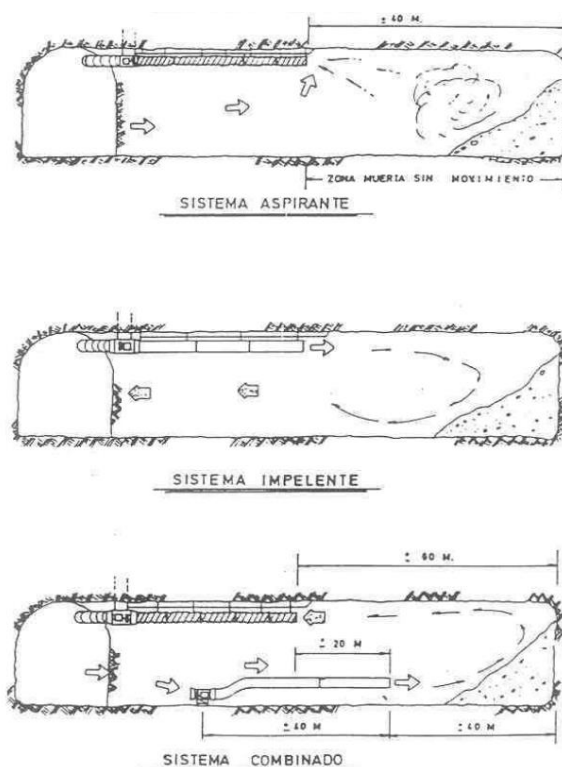 ± 40 M.
ZONA MUERTA SIN MOVIMIENTO
SISTEMA ASPIRANTE
SISTEMA IMPELENTE
± 60 M.
± 20 M
± 40 M
± 40 M
SISTEMA COMBINADO